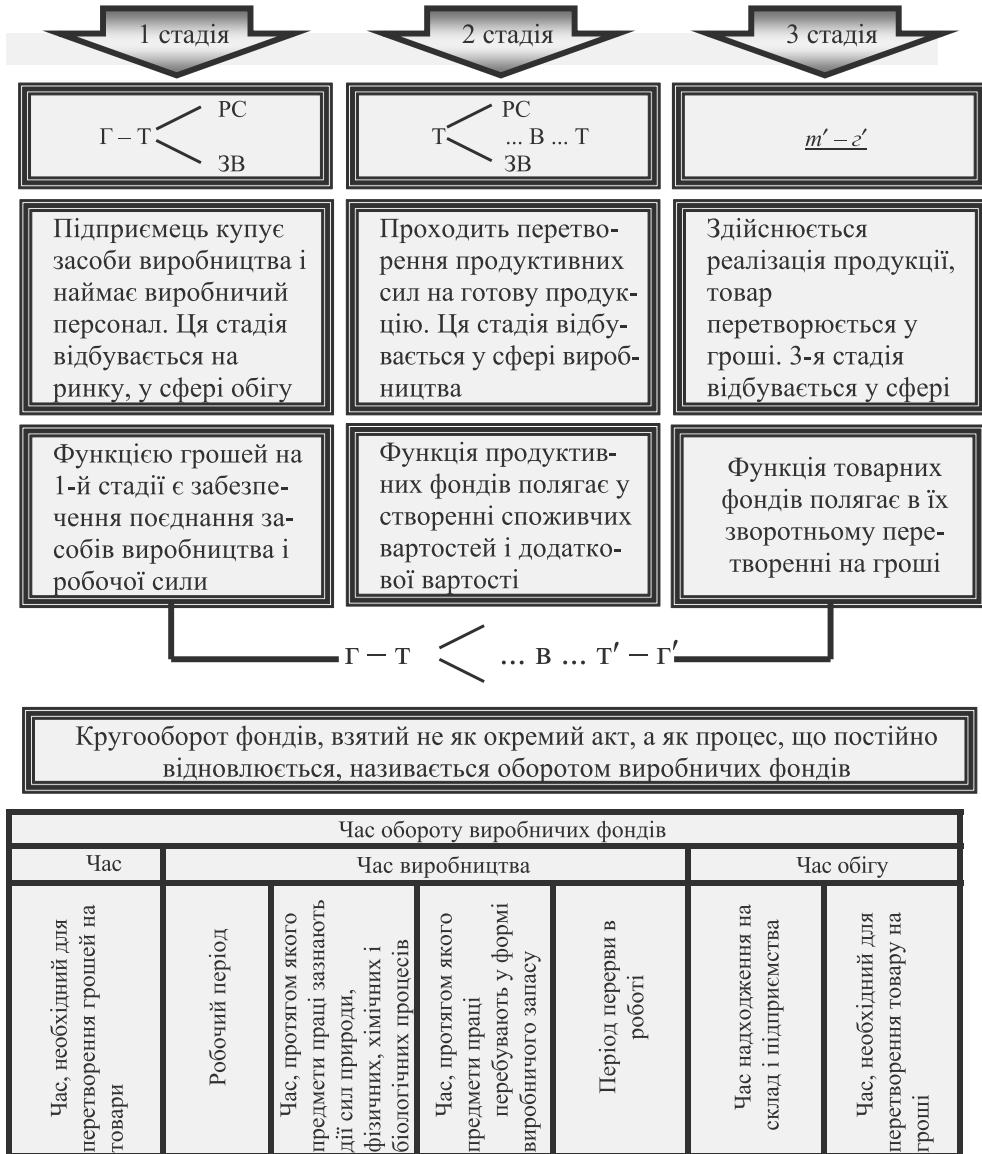 1 стадія
2 стадія
3 стадія
РС
Г – Т
ЗВ
РС
Т ... В ... Т
ЗВ
т′ – г′
Підприємець купує
засоби виробництва і
наймає виробничий
персонал. Ця стадія
відбувається на
ринку, у сфері обігу
Проходить перетво-
рення продуктивних
сил на готову продук-
цію. Ця стадія відбу-
вається у сфері вироб-
ництва
Здійснюється
реалізація продукції,
товар
перетворюється у
гроші. 3-я стадія
відбувається у сфері
Функцією грошей на
1-й стадії є забезпе-
чення поєднання за-
собів виробництва і
робочої сили
Функція продуктив-
них фондів полягає у
створенні споживчих
вартостей і додатко-
вої вартості
Функція товарних
фондів полягає в їх
зворотньому пере-
творенні на гроші
г – т ... в ... т′ – г′
Кругооборот фондів, взятий не як окремий акт, а як процес, що постійно
відновлюється, називається оборотом виробничих фондів
Час обороту виробничих фондів
Час
Час виробництва
Час обігу
Час, необхідний для
перетворення грошей на
товари
Робочий період
Час, протягом якого
предмети праці зазнають
дії сил природи,
фізичних, хімічних і
біологічних процесів
Час, протягом якого
предмети праці
перебувають у формі
виробничого запасу
Період перерви в
роботі
Час надходження на
склад і підприємства
Час, необхідний для
перетворення товару на
гроші